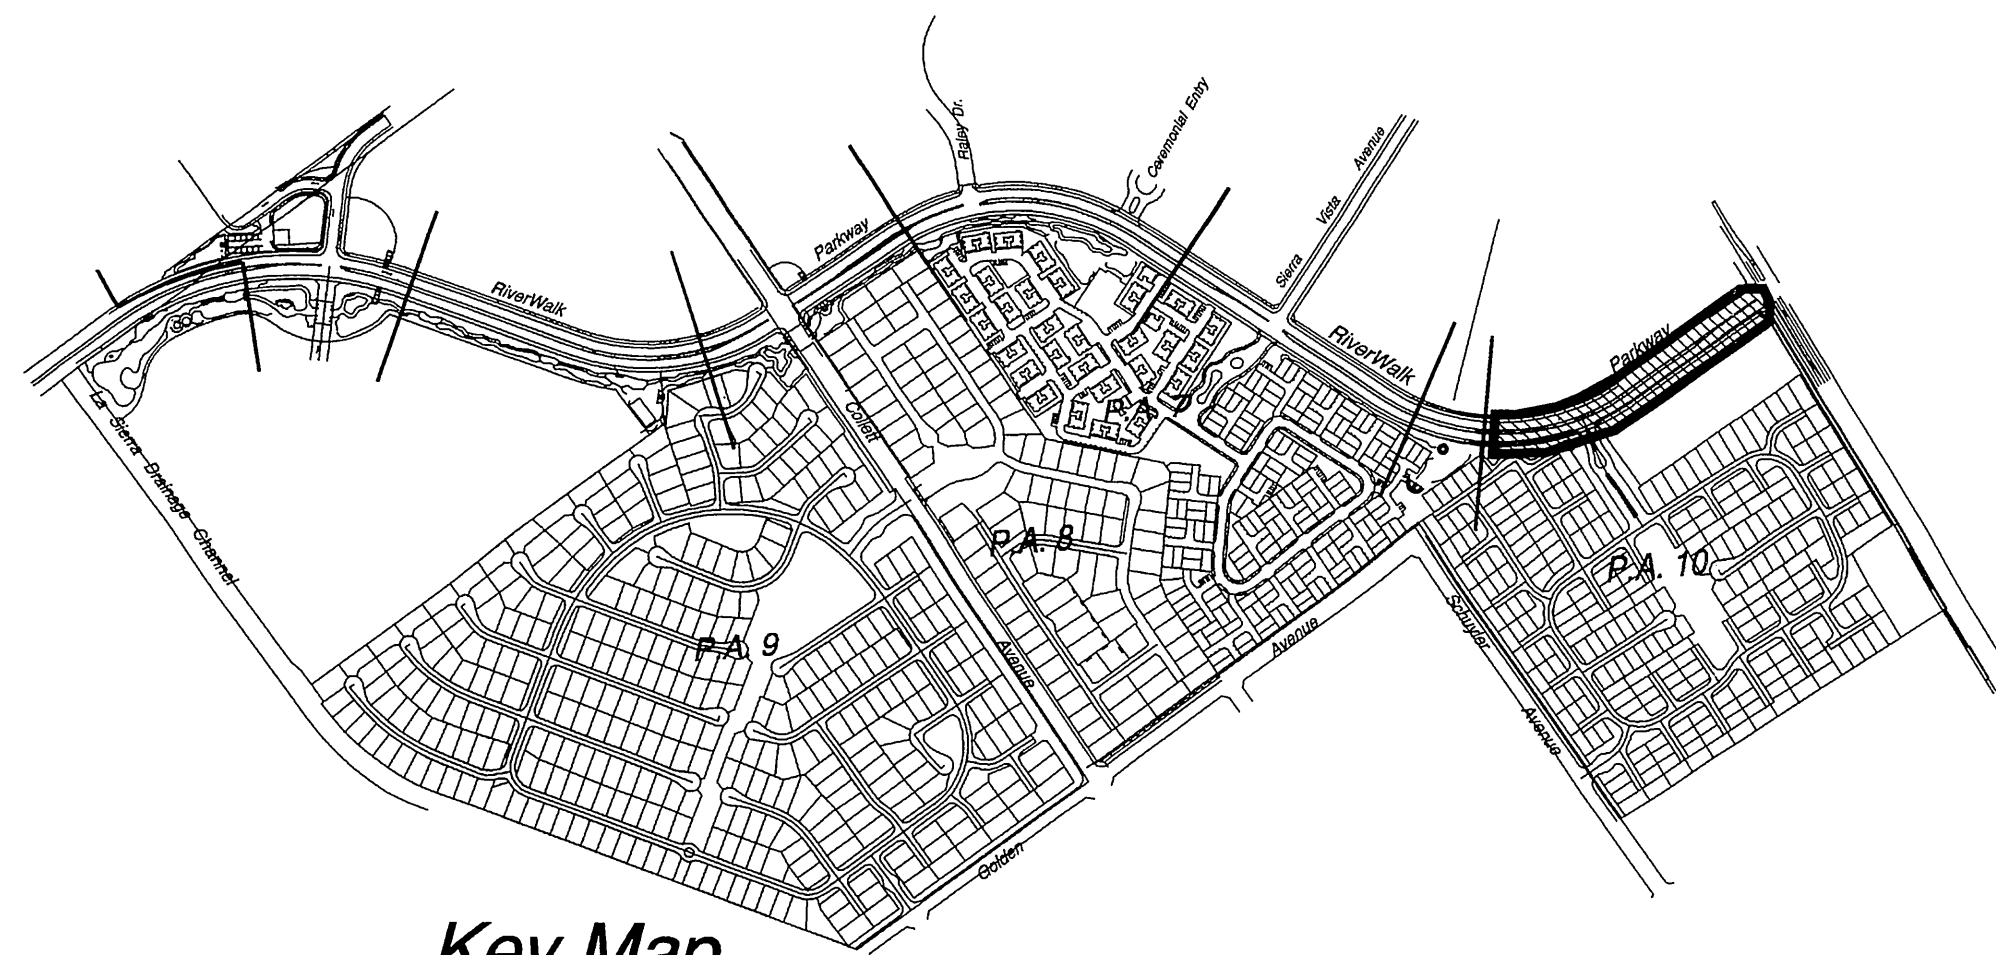 Raley Dr.
Ceremonial Entry
Sierra Vista Avenue
Parkway
RiverWalk
RiverWalk
Parkway
La Sierra Drainage Channel
Collett
Avenue
P.A. 8
P.A. 9
P.A. 10
Schuyler
Avenue
Golden
Avenue
Key Map